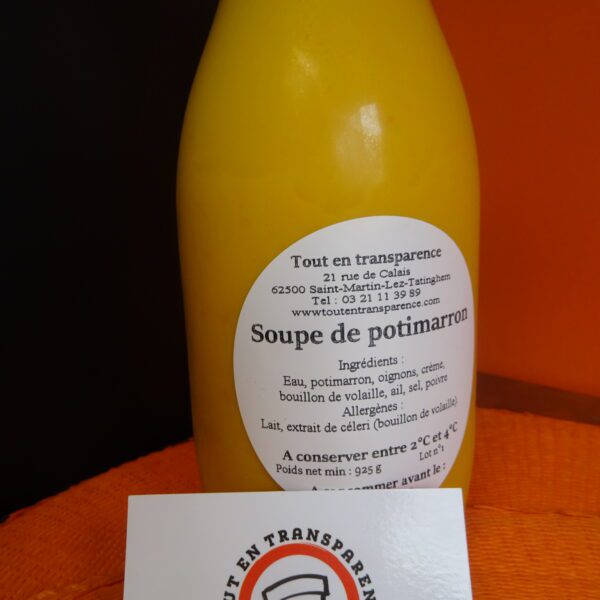 Tout en transparence
21 rue de Calais
62500 Saint-Martin-Lez-Tatinghem
Tel : 03 21 11 39 89
www.toutentransparence.com
Soupe de potimarron
Ingrédients :
Eau, potimarron, oignons, crème,
bouillon de volaille, ail, sel, poivre
Allergènes :
Lait, extrait de céleri (bouillon de volaille)
A conserver entre 2°C et 4°C
Poids net min : 925 g Lot n°1
avant le :
EN TRANSPAREN